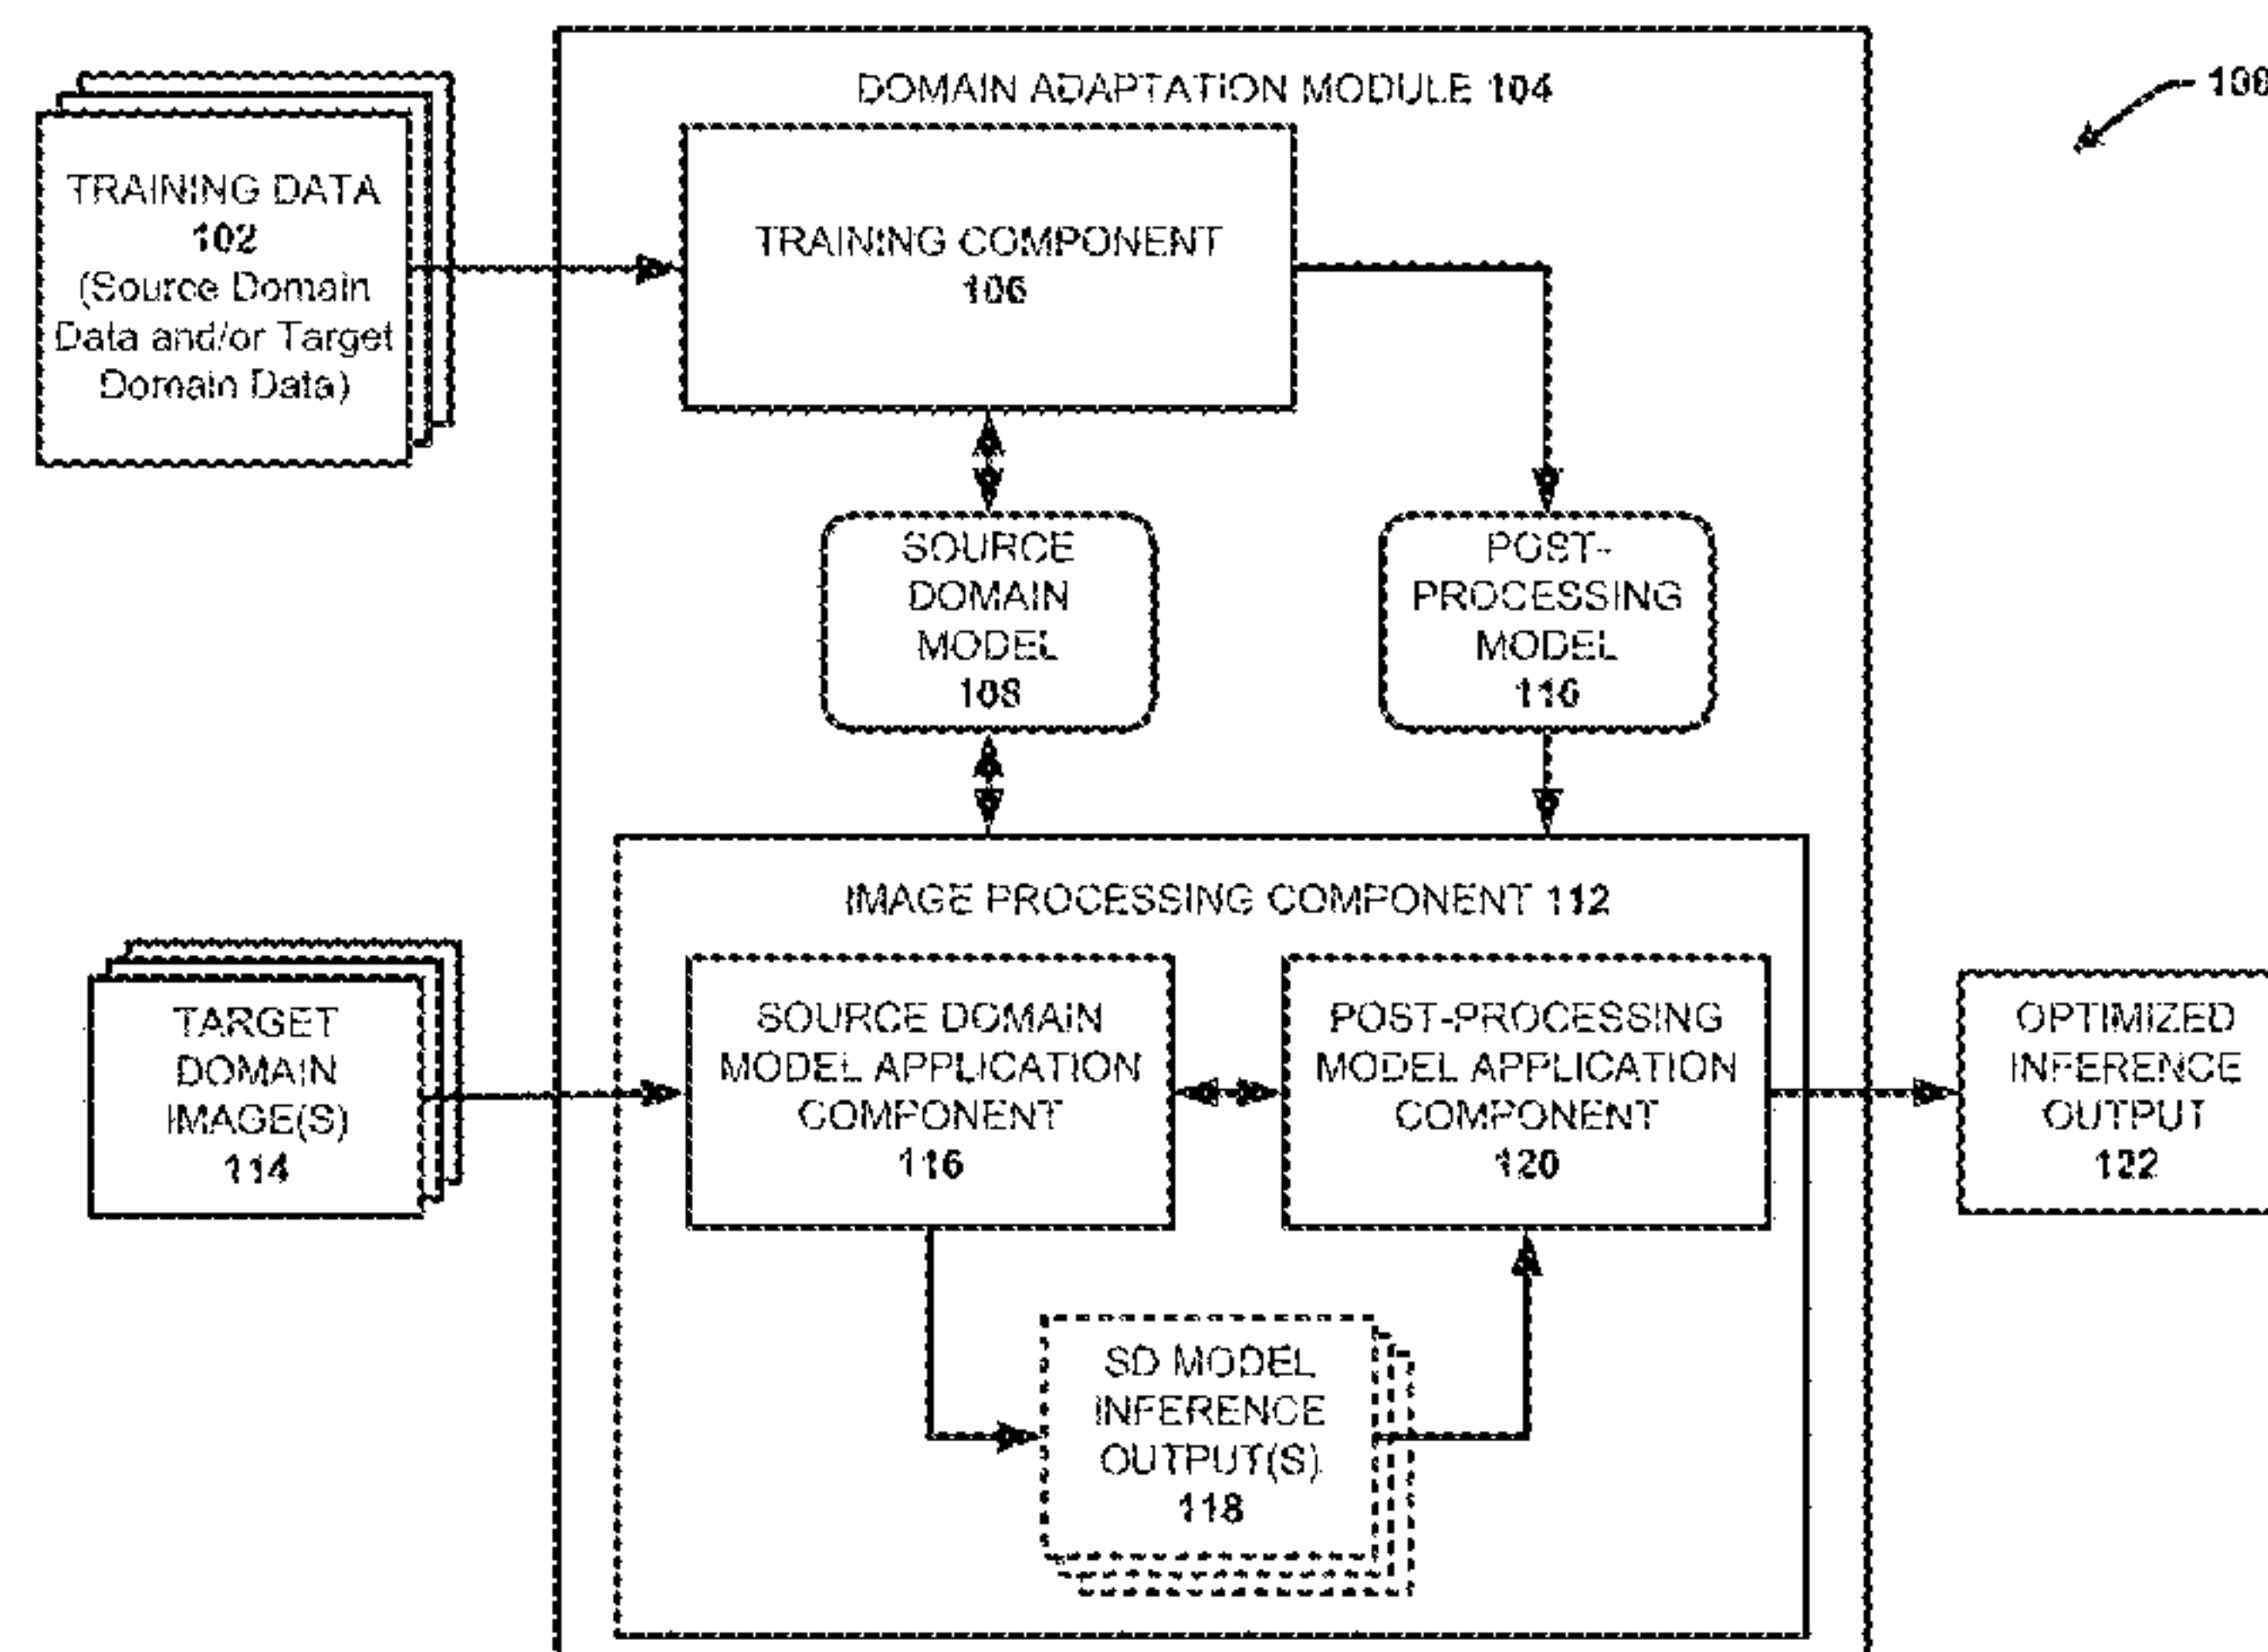 DOMAIN ADAPTATION MODULE 104
100
TRAINING DATA
102
(Source Domain
Data and/or Target
Domain Data)
TRAINING COMPONENT
106
SOURCE
DOMAIN
MODEL
108
POST-
PROCESSING
MODEL
110
IMAGE PROCESSING COMPONENT 112
TARGET
DOMAIN
IMAGE(S)
114
SOURCE DOMAIN
MODEL APPLICATION
COMPONENT
116
POST-PROCESSING
MODEL APPLICATION
COMPONENT
120
OPTIMIZED
INFERENCE
OUTPUT
122
SD MODEL
INFERENCE
OUTPUT(S)
118